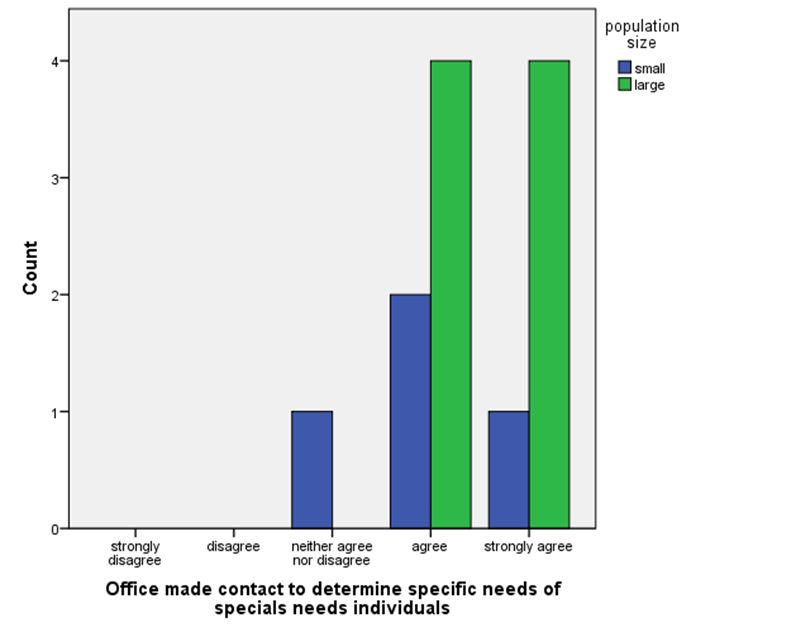 population
size
small
large
4
3
2
1
0
Count
strongly
disagree
disagree
neither agree
nor disagree
agree
strongly agree
Office made contact to determine specific needs of
specials needs individuals